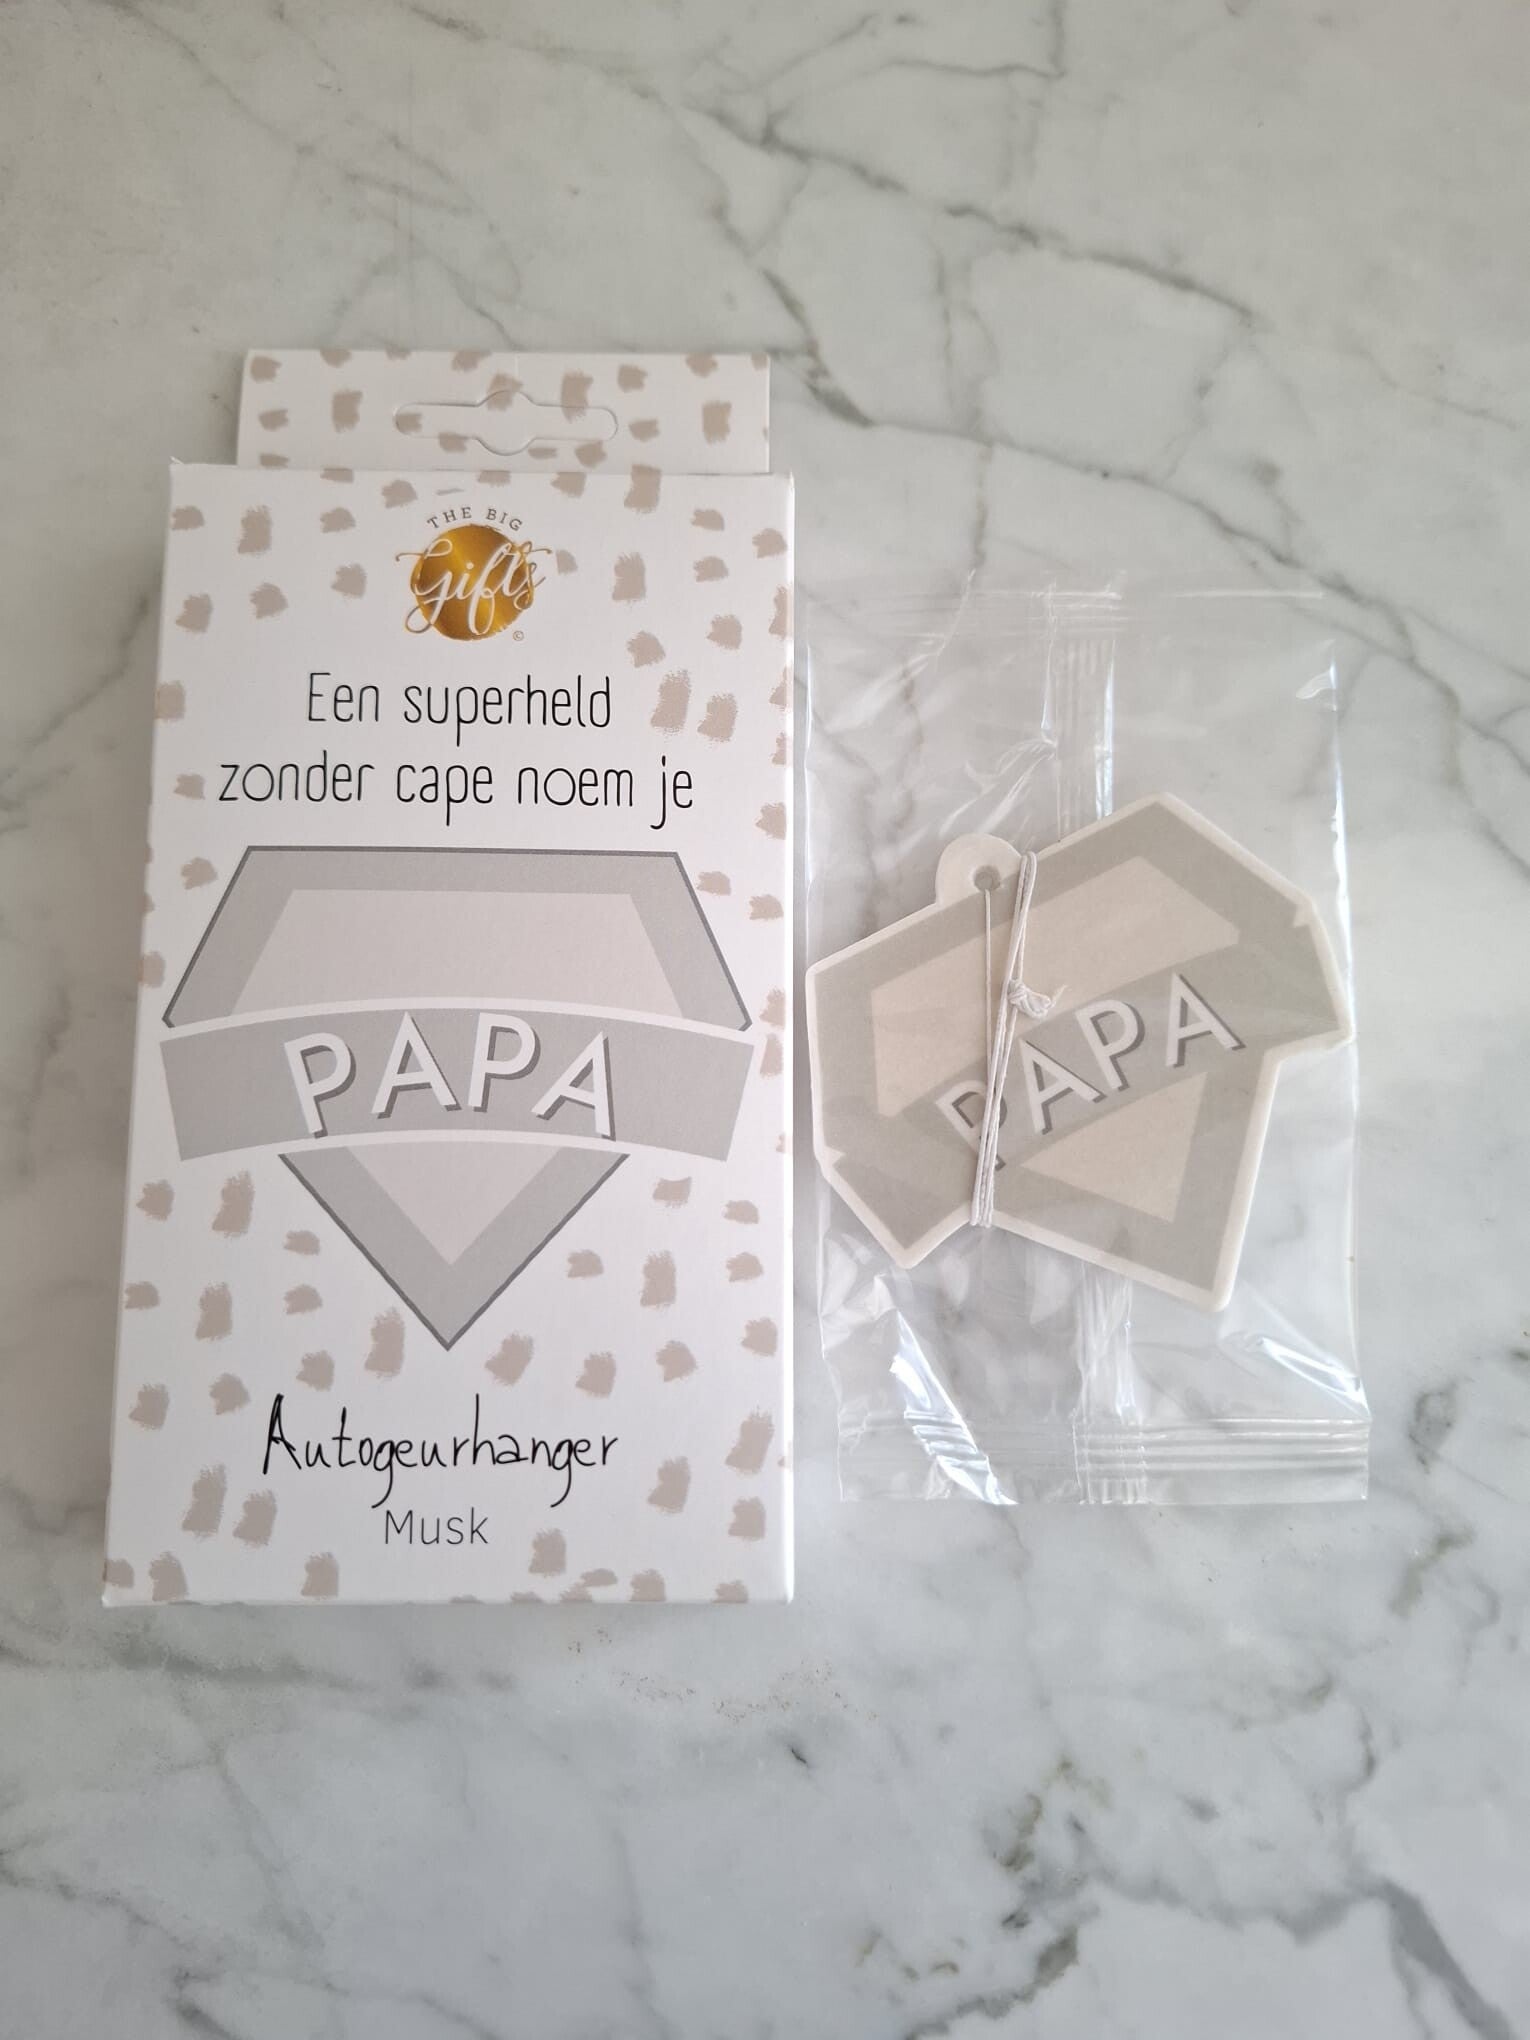 THE BIG
Gifts
©
Een superheld
zonder cape noem je
PAPA
Autogeurhanger
Musk
PAPA